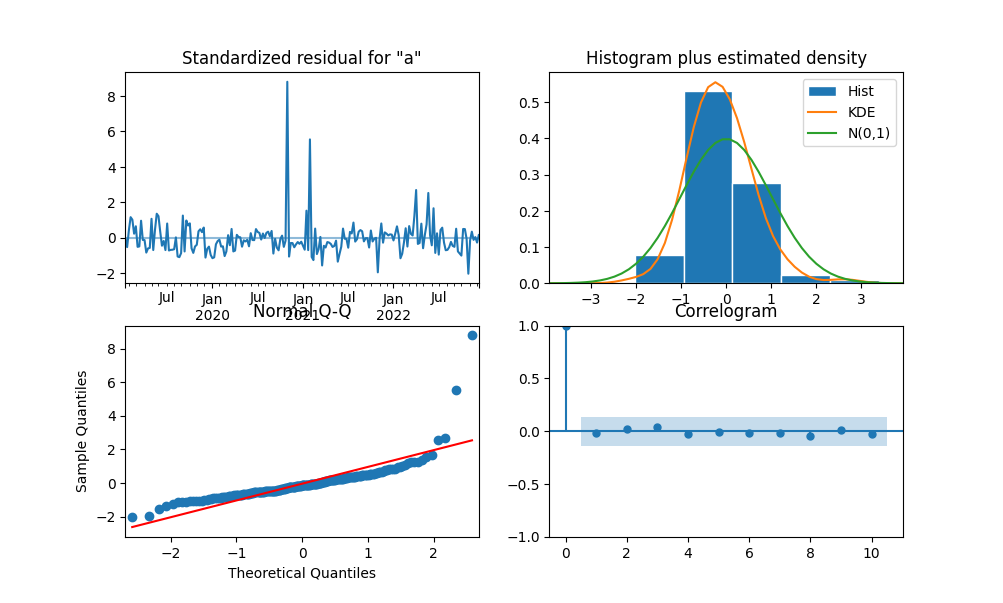 Standardized residual for "a"
8
6
4
2
0
−2
Jul
Jan
2020
Jul
Jan
2021
Jul
Jan
2022
Jul
Histogram plus estimated density
Hist
KDE
N(0,1)
0.5
0.4
0.3
0.2
0.1
0.0
−3 −2 −1 0 1 2 3
Normal Q-Q
Sample Quantiles
8
6
4
2
0
−2
−2 −1 0 1 2
Theoretical Quantiles
Correlogram
1.0
0.5
0.0
−0.5
−1.0
0 2 4 6 8 10